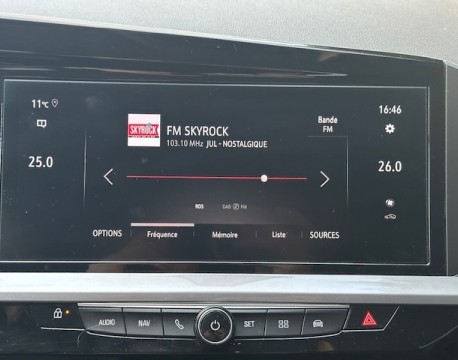 11°C
16:46
SKYROCK
FM SKYROCK
103.10 MHz JUL - NOSTALGIQUE
Bande
FM
25.0
26.0
RDS
DAB
FM
OPTIONS
Fréquence
Mémoire
Liste
SOURCES
AUDIO
NAV
SET